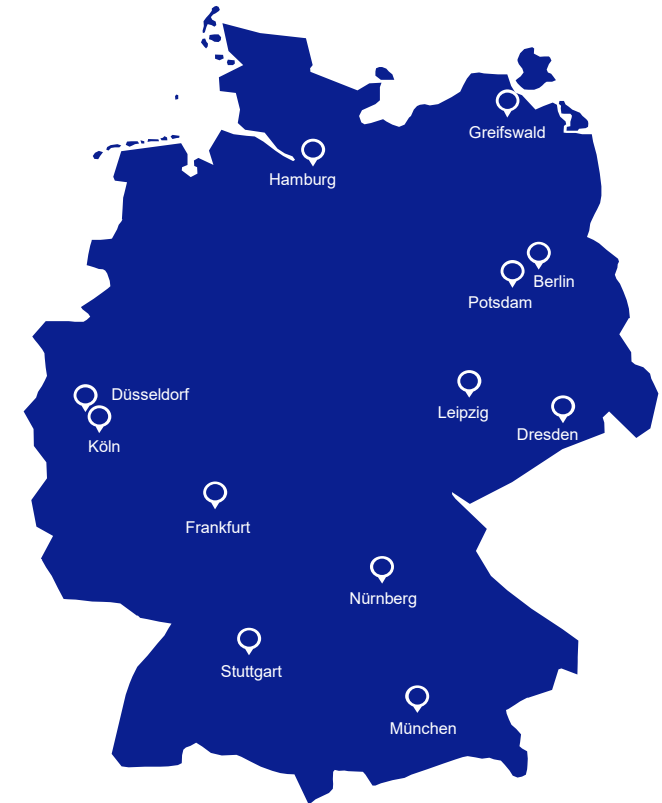 Greifswald
Hamburg
Berlin
Potsdam
Düsseldorf
Leipzig
Dresden
Köln
Frankfurt
Nürnberg
Stuttgart
München